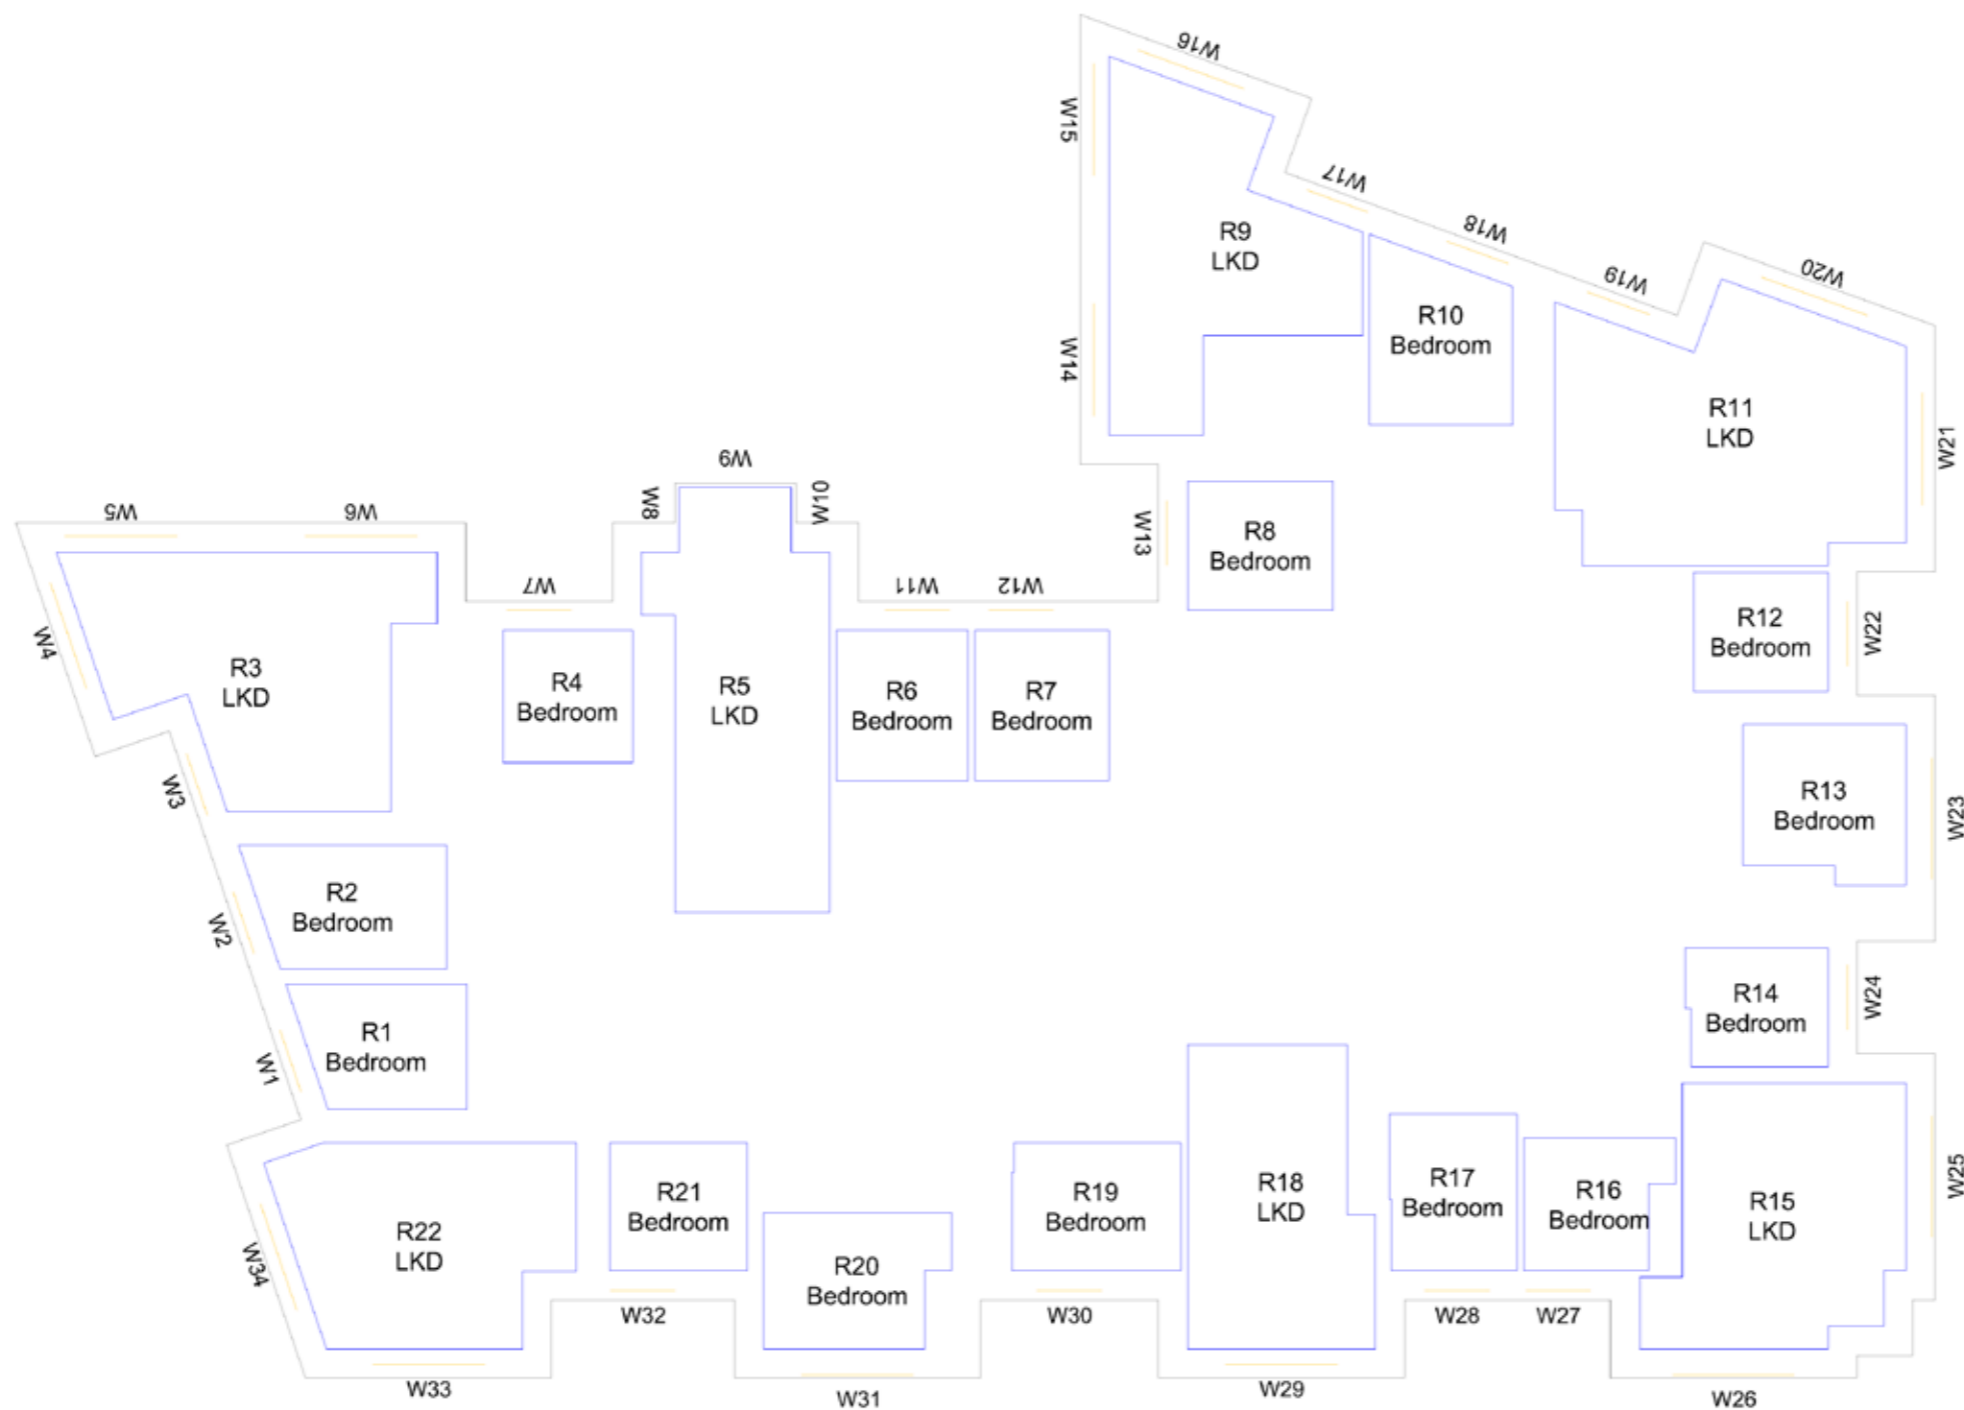 W16
W15
W17
R9
LKD
W18
W19
W20
R10
Bedroom
W14
R11
LKD
W21
W5
W6
W8
W9
W10
W13
R8
Bedroom
W7
W11
W12
W4
R3
LKD
R4
Bedroom
R5
LKD
R6
Bedroom
R7
Bedroom
R12
Bedroom
W22
W3
R13
Bedroom
W23
W2
R2
Bedroom
R14
Bedroom
W24
W1
R1
Bedroom
R22
LKD
W34
R21
Bedroom
R20
Bedroom
R19
Bedroom
R18
LKD
R17
Bedroom
R16
Bedroom
R15
LKD
W25
W32
W30
W28
W27
W33
W31
W29
W26